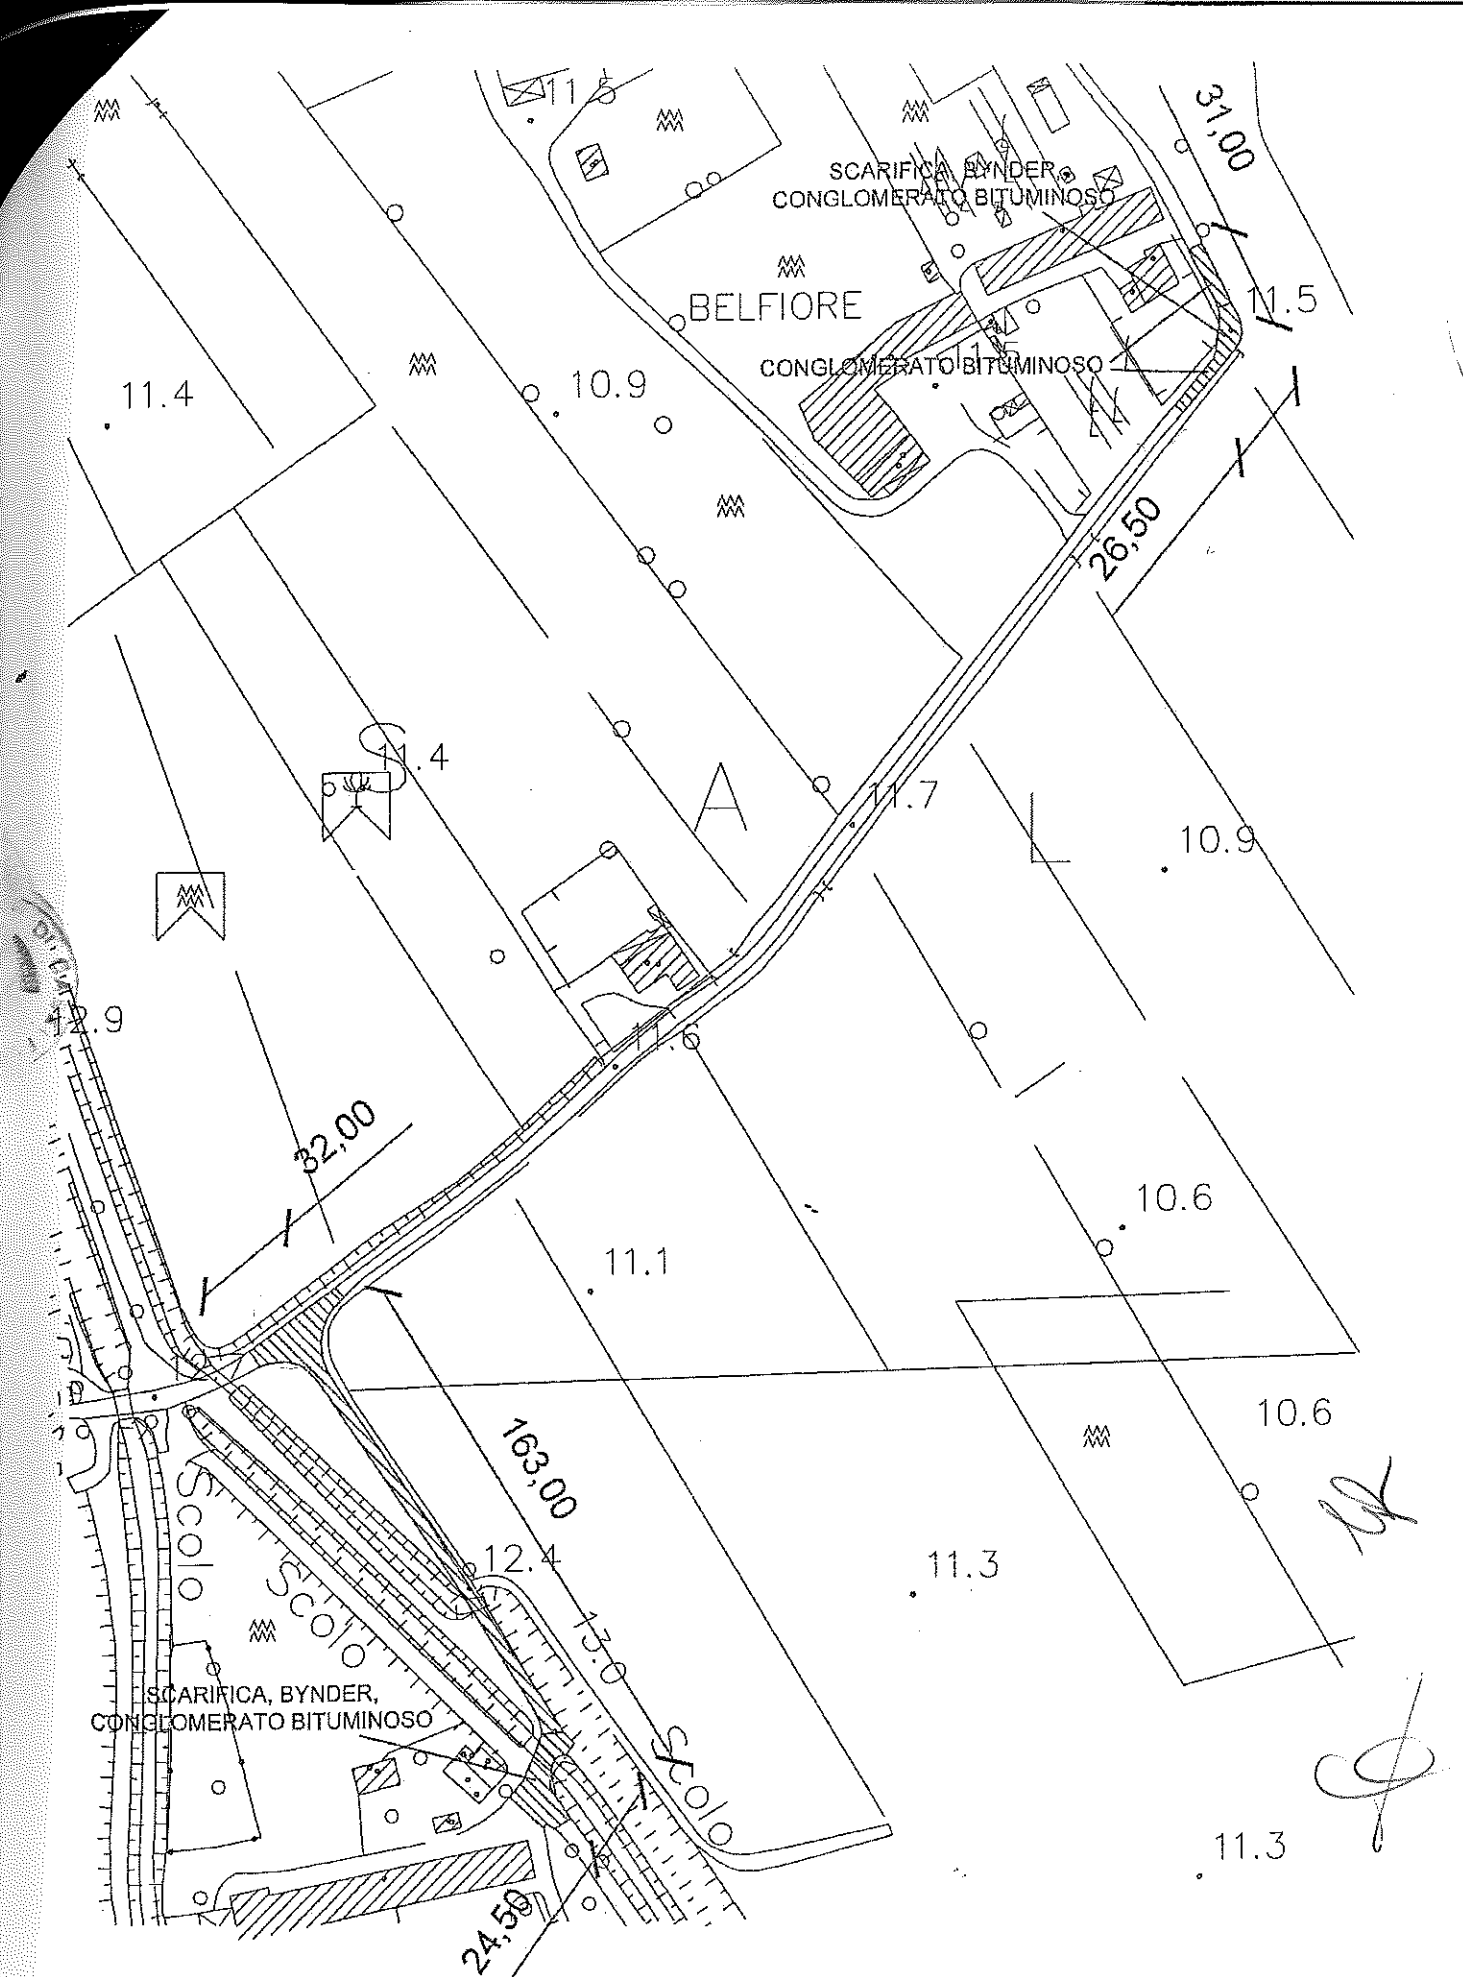 11.5
31,00
SCARIFICA, BYNDER,
CONGLOMERATO BITUMINOSO
BELFIORE
11.5
CONGLOMERATO BITUMINOSO
11.5
11.4
10.9
26,50
S
11.4
A
11.7
L
10.9
12.9
11.6
32,00
10.6
11.1
10.6
163,00
Scolo
12.4
11.3
Scolo
13.0
SCARIFICA, BYNDER,
CONGLOMERATO BITUMINOSO
Scolo
11.3
24,50